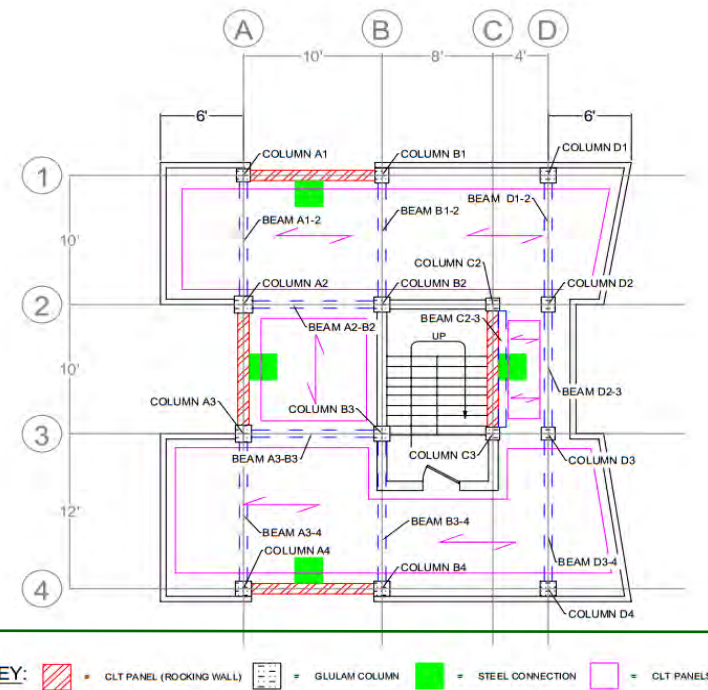 A B C D
10' 8' 4'
6' 6'
COLUMN A1 COLUMN B1 COLUMN D1
1
BEAM A1-2 BEAM B1-2 BEAM D1-2
10'
COLUMN C2
COLUMN A2 COLUMN B2 COLUMN D2
2
BEAM A2-B2 BEAM C2-3
UP
10'
BEAM D2-3
COLUMN A3 COLUMN B3
3
BEAM A3-B3 COLUMN C3 COLUMN D3
12'
BEAM A3-4 BEAM B3-4
COLUMN A4 BEAM D3-4
4
COLUMN B4
COLUMN D4
EY: = CLT PANEL (ROCKING WALL) = GLULAM COLUMN = STEEL CONNECTION = CLT PANELS